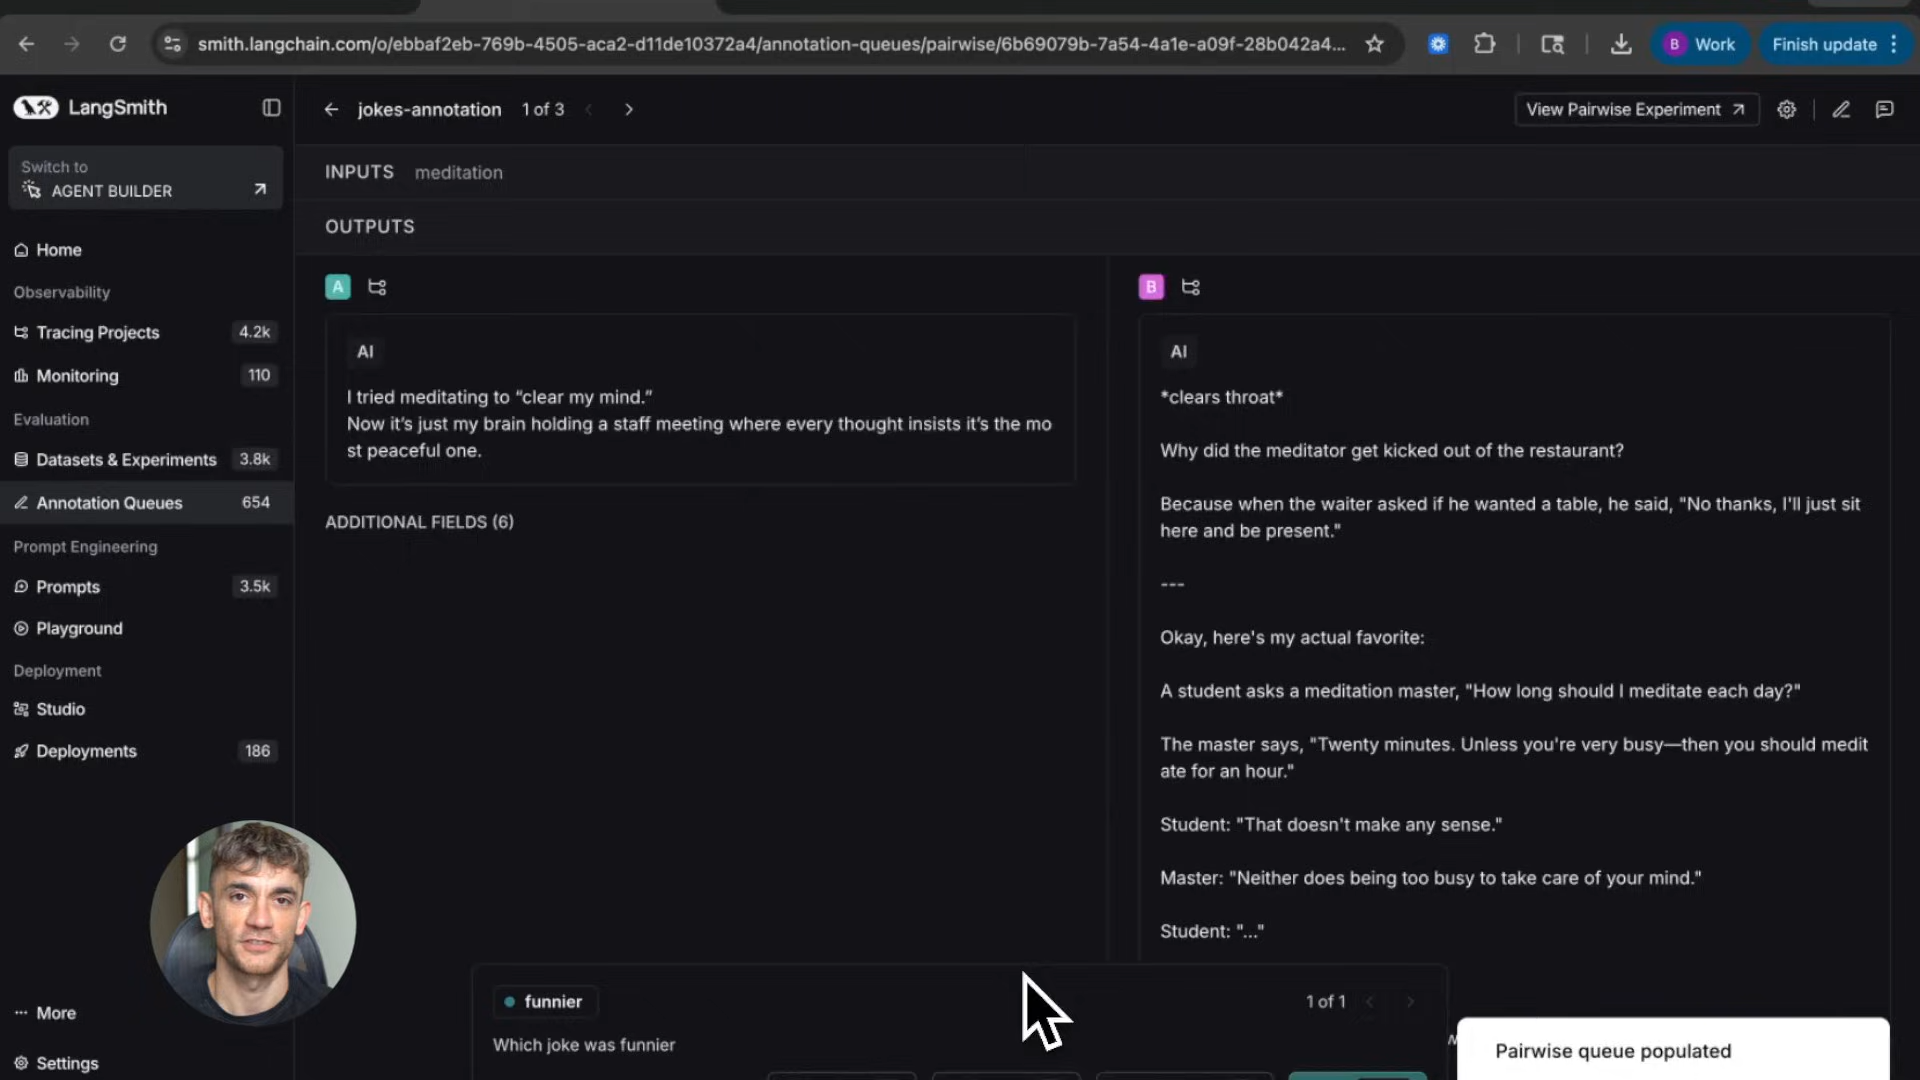 smith.langchain.com/o/ebbaf2eb-769b-4505-aca2-d11de10372a4/annotation-queues/pairwise/6b69079b-7a54-4a1e-a09f-28b042a4...
B Work
Finish update
LangSmith
jokes-annotation 1 of 3
View Pairwise Experiment
Switch to
AGENT BUILDER
INPUTS meditation
OUTPUTS
Home
Observability
Tracing Projects 4.2k
Monitoring 110
Evaluation
Datasets & Experiments 3.8k
Annotation Queues 654
Prompt Engineering
Prompts 3.5k
Playground
Deployment
Studio
Deployments 186
More
Settings
A
AI
I tried meditating to “clear my mind.”
Now it’s just my brain holding a staff meeting where every thought insists it’s the mo
st peaceful one.
ADDITIONAL FIELDS (6)
B
AI
*clears throat*
Why did the meditator get kicked out of the restaurant?
Because when the waiter asked if he wanted a table, he said, "No thanks, I'll just sit
here and be present."
---
Okay, here's my actual favorite:
A student asks a meditation master, "How long should I meditate each day?"
The master says, "Twenty minutes. Unless you're very busy—then you should medit
ate for an hour."
Student: "That doesn't make any sense."
Master: "Neither does being too busy to take care of your mind."
Student: "..."
funnier
1 of 1
Which joke was funnier
Pairwise queue populated